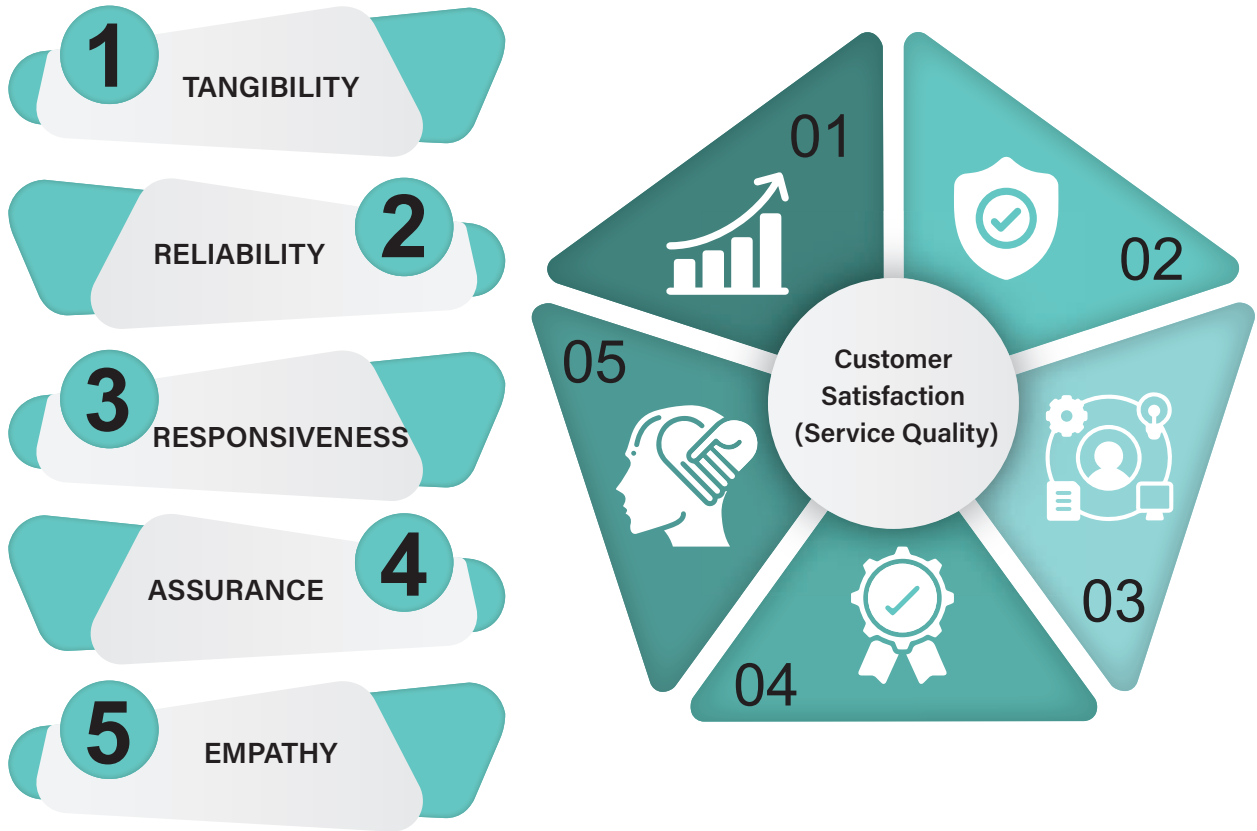 1
TANGIBILITY
2
RELIABILITY
3
RESPONSIVENESS
4
ASSURANCE
5
EMPATHY
01
02
03
04
05
Customer
Satisfaction
(Service Quality)